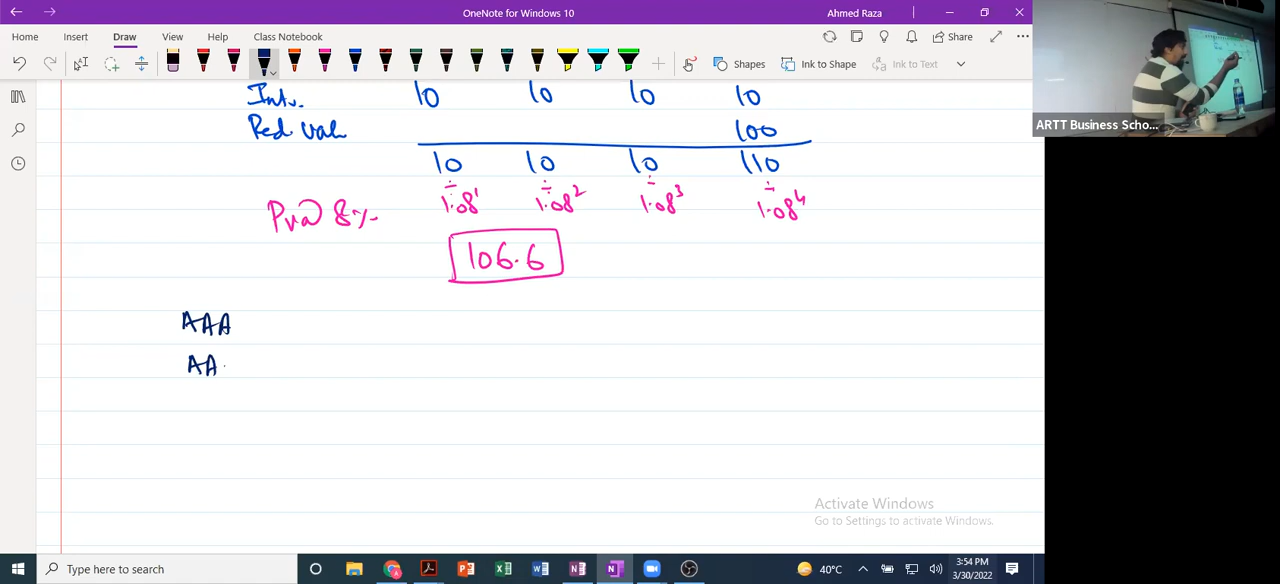 OneNote for Windows 10
Ahmed Raza
Home Insert Draw View Help Class Notebook
Share
Shapes Ink to Shape Ink to Text
ARTT Business Scho...
Int. 10 10 10 10
Red. Val 100
10 10 10 110
÷ ÷ ÷ ÷
1.08¹ 1.08² 1.08³ 1.08⁴
PV@ 8%
106.6
AAA
AA
Activate Windows
Go to Settings to activate Windows.
Type here to search
40°C
3:54 PM
3/30/2022